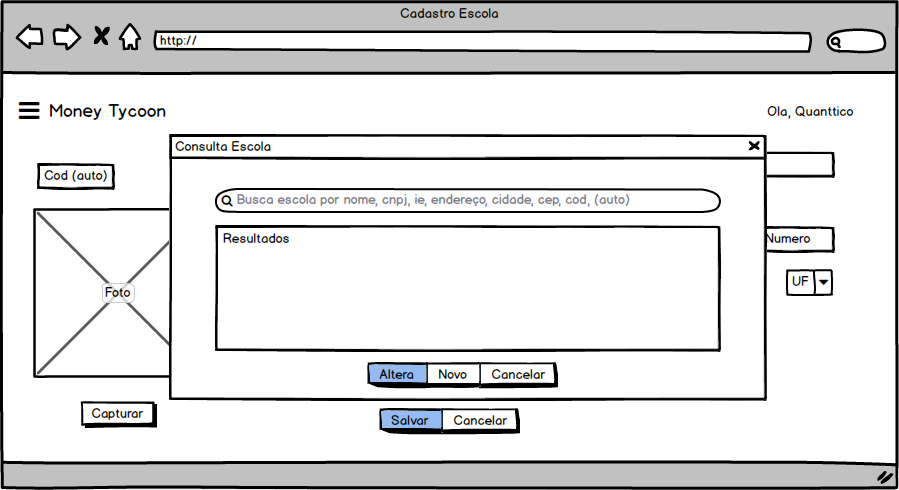 Cadastro Escola
http://
Money Tycoon
Ola, Quanttico
Consulta Escola
Cod (auto)
Busca escola por nome, cnpj, ie, endereço, cidade, cep, cod, (auto)
Resultados
Numero
UF
Foto
Altera Novo Cancelar
Capturar
Salvar Cancelar